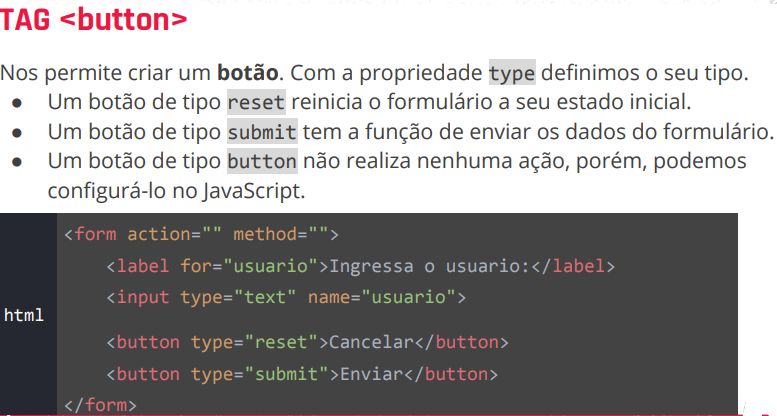 TAG <button>
Nos permite criar um botão. Com a propriedade type definimos o seu tipo.
● Um botão de tipo reset reinicia o formulário a seu estado inicial.
● Um botão de tipo submit tem a função de enviar os dados do formulário.
● Um botão de tipo button não realiza nenhuma ação, porém, podemos
configurá-lo no JavaScript.
<form action="" method="">
<label for="usuario">Ingressa o usuario:</label>
<input type="text" name="usuario">
html
<button type="reset">Cancelar</button>
<button type="submit">Enviar</button>
</form>